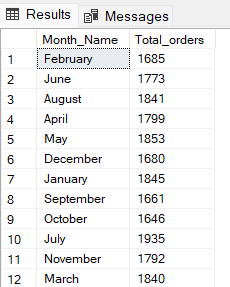 Results Messages
Month_Name Total_orders
1 February 1685
2 June 1773
3 August 1841
4 April 1799
5 May 1853
6 December 1680
7 January 1845
8 September 1661
9 October 1646
10 July 1935
11 November 1792
12 March 1840